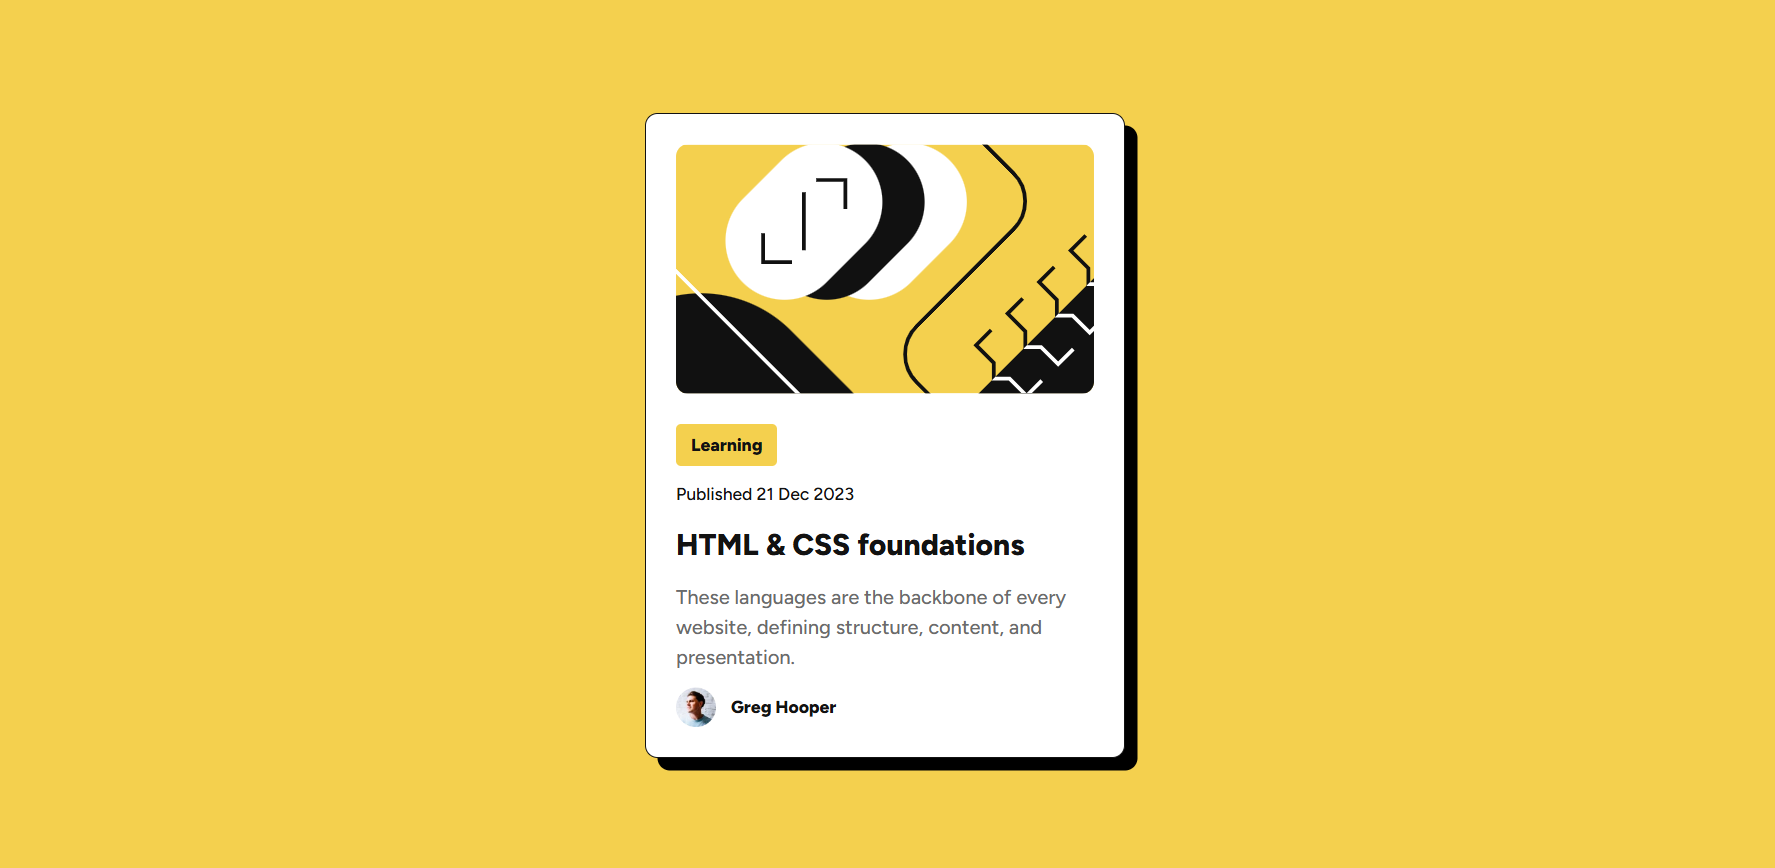 Learning
Published 21 Dec 2023
HTML & CSS foundations
These languages are the backbone of every
website, defining structure, content, and
presentation.
Greg Hooper